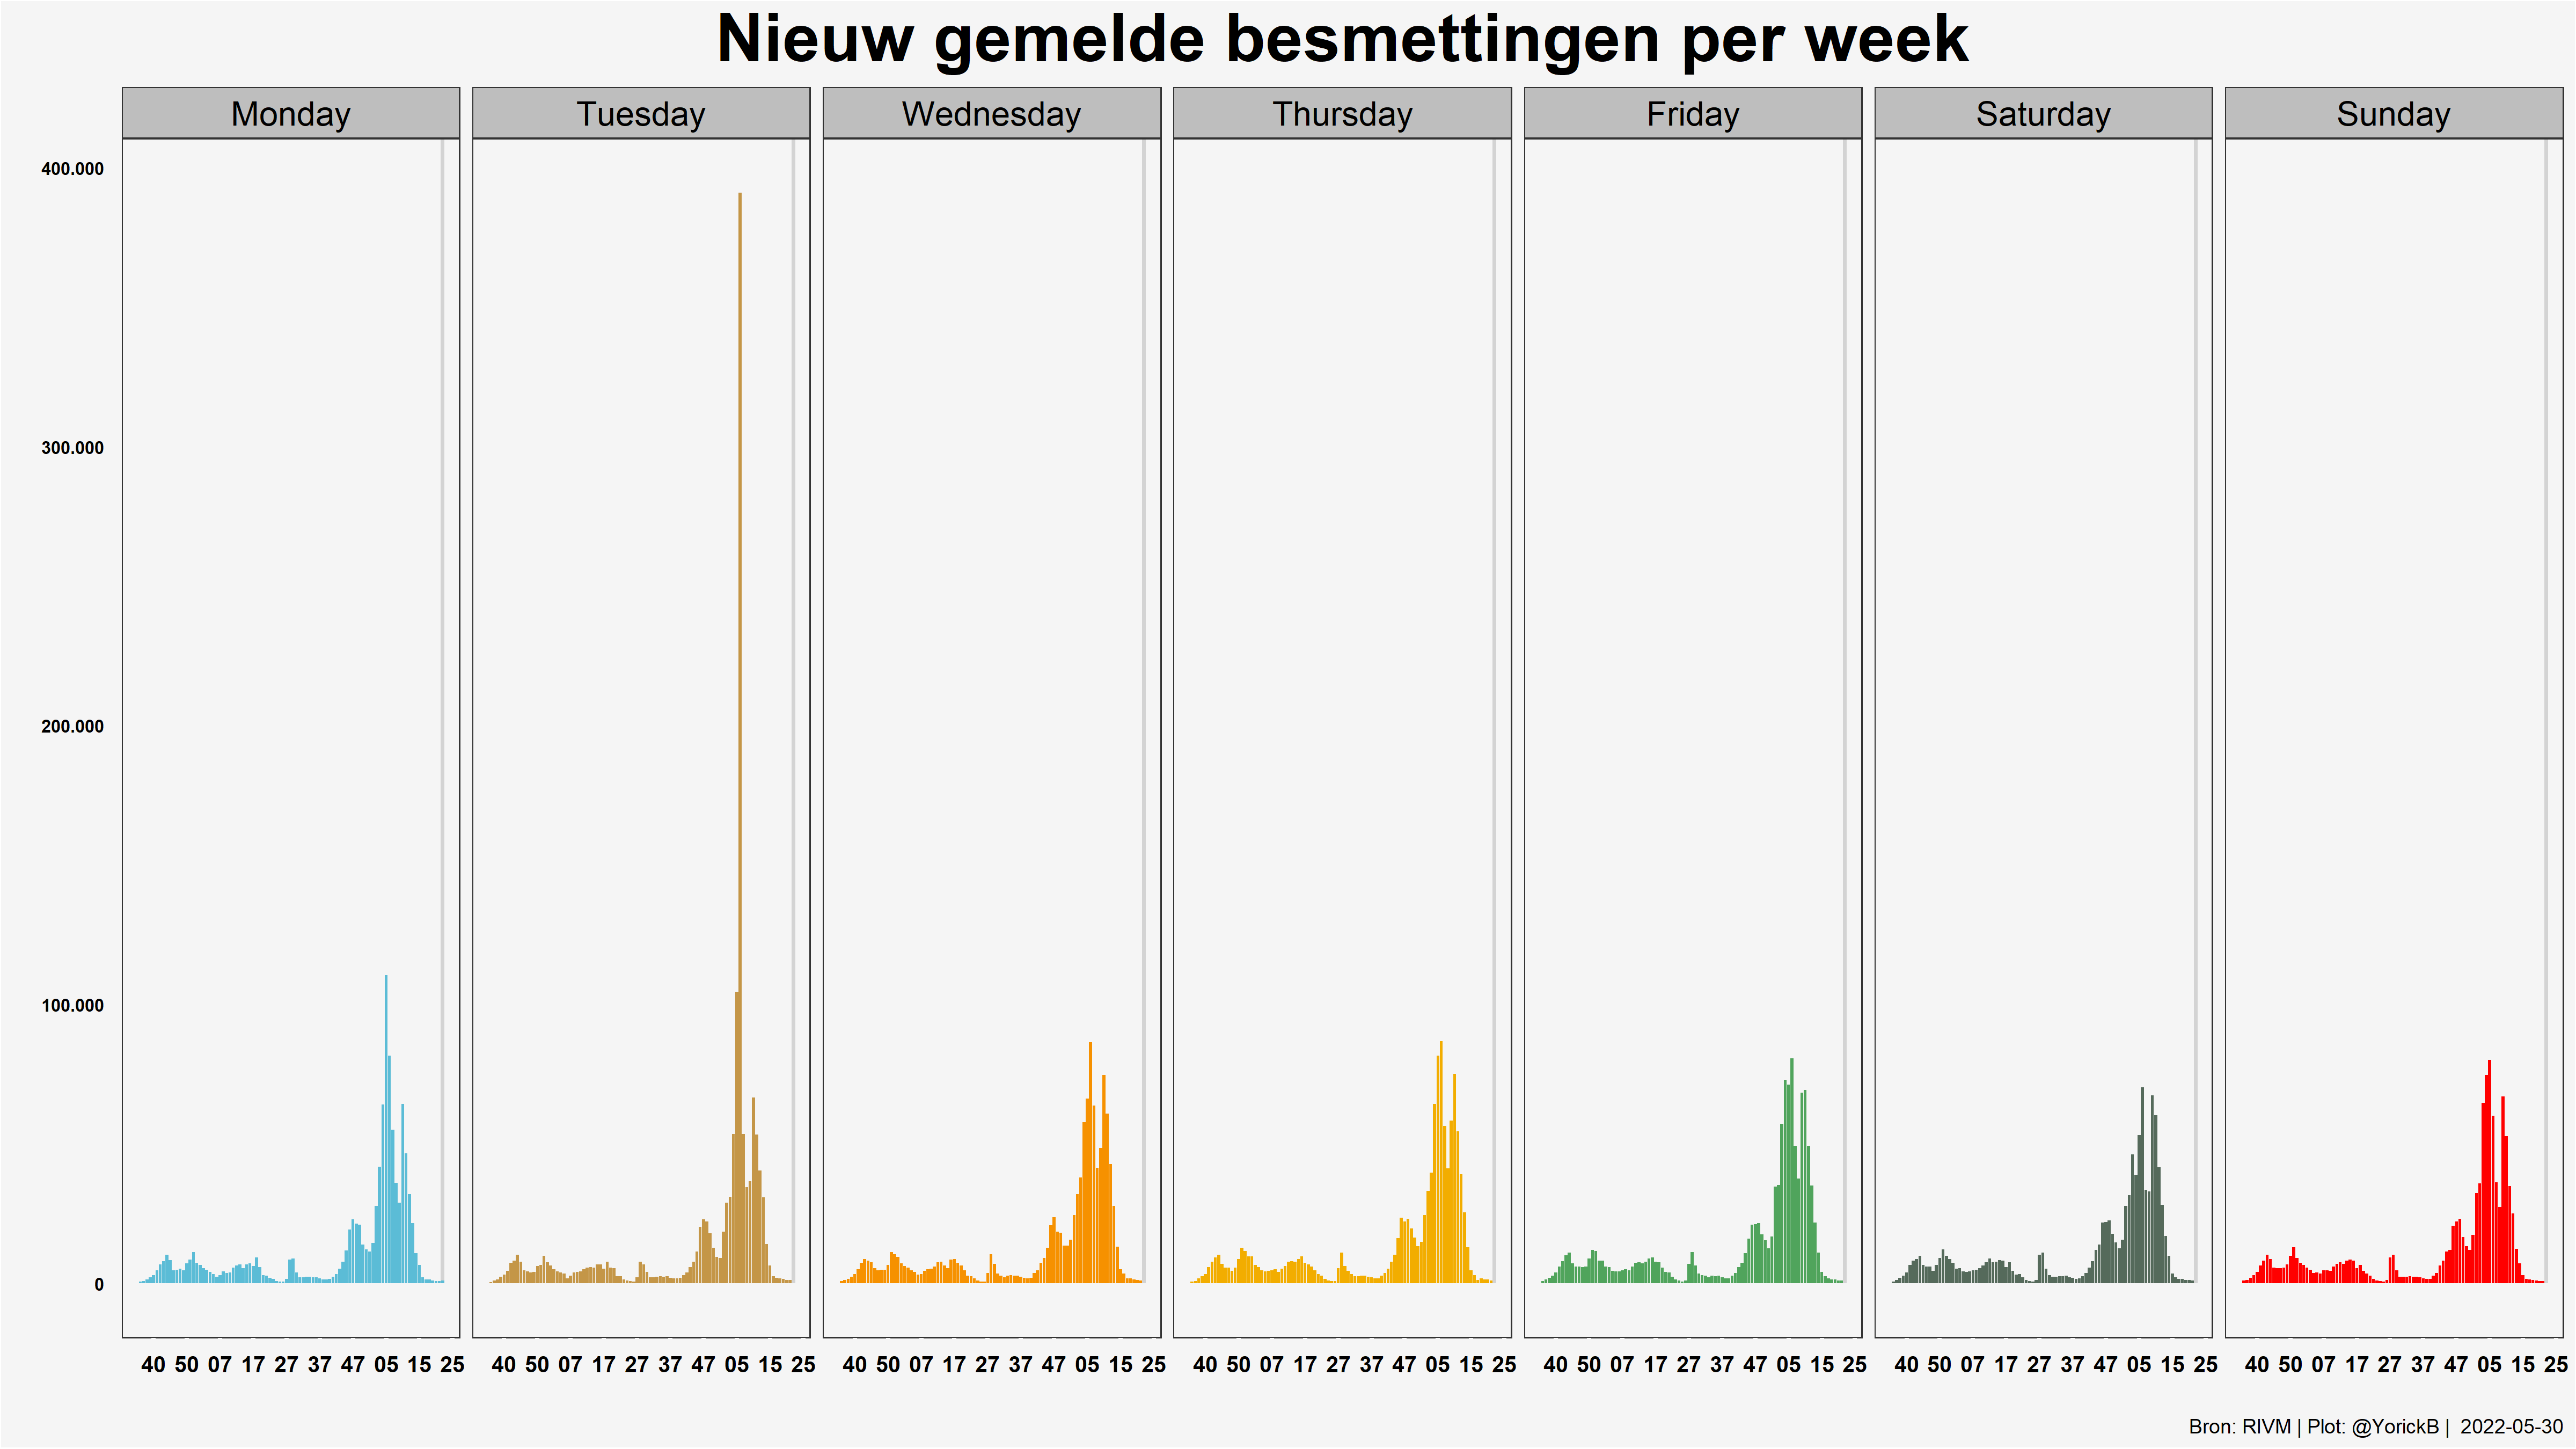 Nieuw gemelde besmettingen per week
Monday Tuesday Wednesday Thursday Friday Saturday Sunday
400.000
300.000
200.000
100.000
0
40 50 07 17 27 37 47 05 15 25 40 50 07 17 27 37 47 05 15 25 40 50 07 17 27 37 47 05 15 25 40 50 07 17 27 37 47 05 15 25 40 50 07 17 27 37 47 05 15 25 40 50 07 17 27 37 47 05 15 25 40 50 07 17 27 37 47 05 15 25
Bron: RIVM | Plot: @YorickB | 2022-05-30